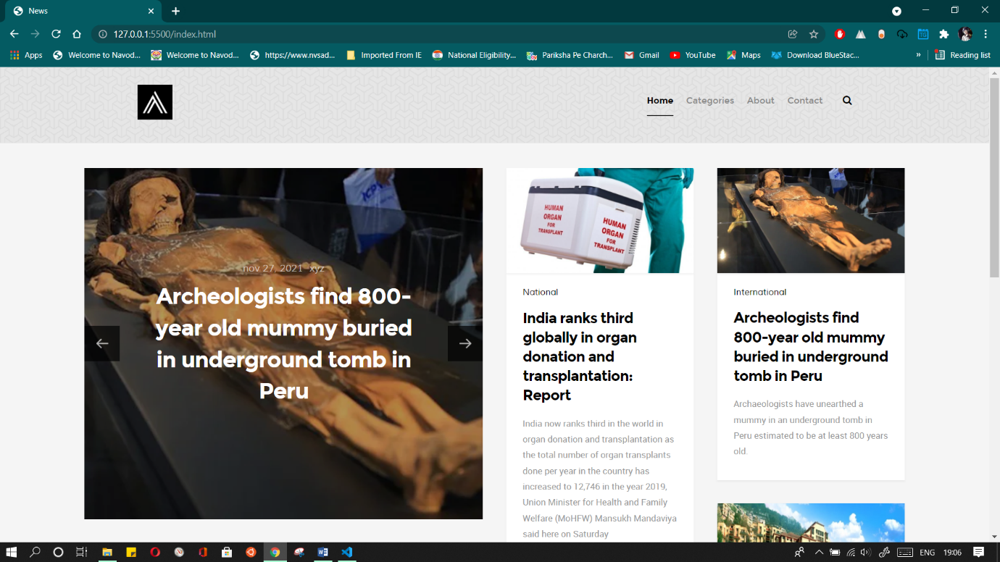 News
127.0.0.1:5500/index.html
Apps
Welcome to Navod...
Welcome to Navod...
https://www.nvsad...
Imported From IE
National Eligibility...
Pariksha Pe Charch...
Gmail
YouTube
Maps
Download BlueStac...
»
Reading list
Home
Categories
About
Contact
nov 27, 2021 xyz
Archeologists find 800-
year old mummy buried
in underground tomb in
Peru
HUMAN
ORGAN
FOR
TRANSPLANT
HUMAN
ORGAN
FOR
TRANSPLANT
National
India ranks third
globally in organ
donation and
transplantation:
Report
India now ranks third in the world in
organ donation and transplantation as
the total number of organ transplants
done per year in the country has
increased to 12,746 in the year 2019,
Union Minister for Health and Family
Welfare (MoHFW) Mansukh Mandaviya
said here on Saturday
International
Archeologists find
800-year old mummy
buried in underground
tomb in Peru
Archaeologists have unearthed a
mummy in an underground tomb in
Peru estimated to be at least 800 years
old.
ENG
19:06